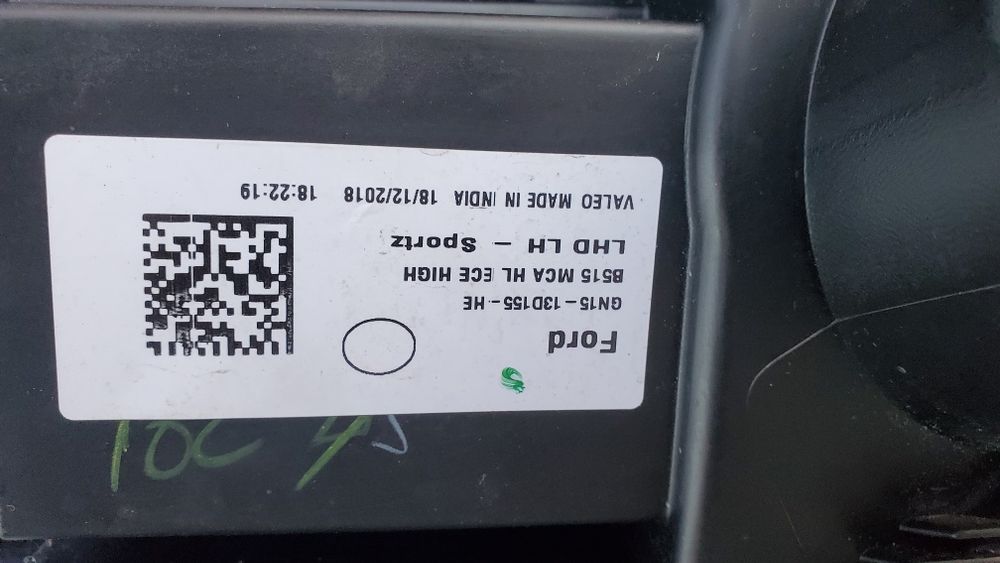 Ford
GN15-13D155-HE
B515 MCA HL ECE HIGH
LHD LH - Sportz
VALEO MADE IN INDIA 18/12/2018 18:22:19